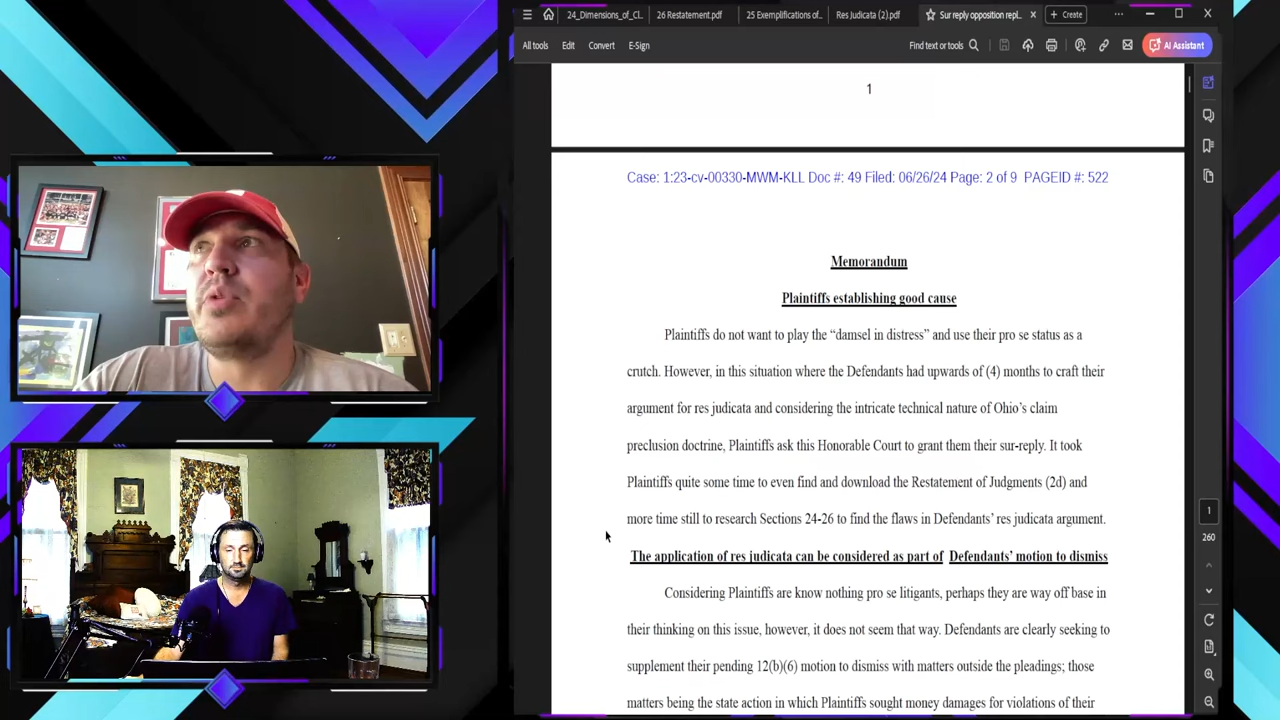 24_Dimensions_of_Cl...
26 Restatement.pdf
25 Exemplifications of...
Res Judicata (2).pdf
Sur reply opposition repl...
Create
All tools
Edit
Convert
E-Sign
Find text or tools
AI Assistant
1
Case: 1:23-cv-00330-MWM-KLL Doc #: 49 Filed: 06/26/24 Page: 2 of 9 PAGEID #: 522
Memorandum
Plaintiffs establishing good cause
Plaintiffs do not want to play the “damsel in distress” and use their pro se status as a
crutch. However, in this situation where the Defendants had upwards of (4) months to craft their
argument for res judicata and considering the intricate technical nature of Ohio’s claim
preclusion doctrine, Plaintiffs ask this Honorable Court to grant them their sur-reply. It took
Plaintiffs quite some time to even find and download the Restatement of Judgments (2d) and
more time still to research Sections 24-26 to find the flaws in Defendants’ res judicata argument.
The application of res judicata can be considered as part of Defendants’ motion to dismiss
Considering Plaintiffs are know nothing pro se litigants, perhaps they are way off base in
their thinking on this issue, however, it does not seem that way. Defendants are clearly seeking to
supplement their pending 12(b)(6) motion to dismiss with matters outside the pleadings; those
matters being the state action in which Plaintiffs sought money damages for violations of their
1
260